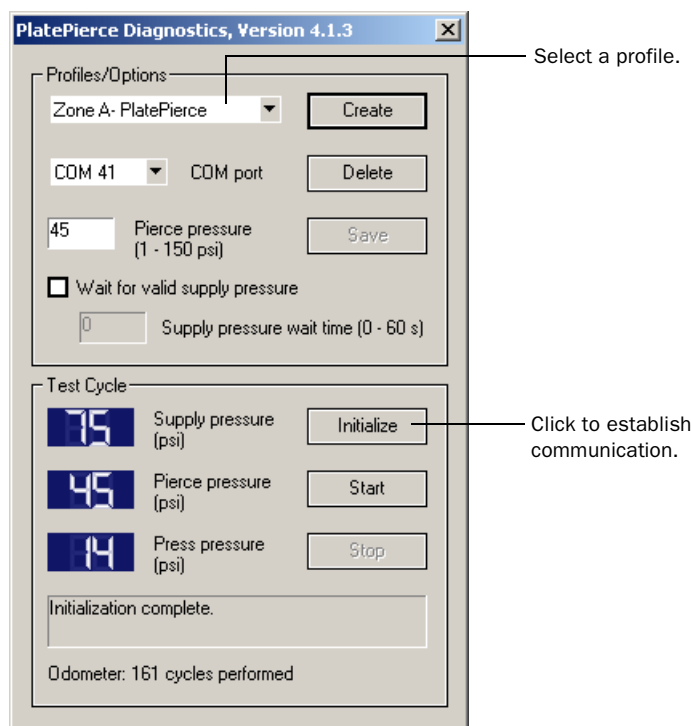 PlatePierce Diagnostics, Version 4.1.3
Select a profile.
Profiles/Options
Zone A- PlatePierce
Create
COM 41
COM port
Delete
45
Pierce pressure
(1 - 150 psi)
Save
Wait for valid supply pressure
0
Supply pressure wait time (0 - 60 s)
Test Cycle
75
Supply pressure
(psi)
Initialize
Click to establish
communication.
45
Pierce pressure
(psi)
Start
14
Press pressure
(psi)
Stop
Initialization complete.
Odometer: 161 cycles performed